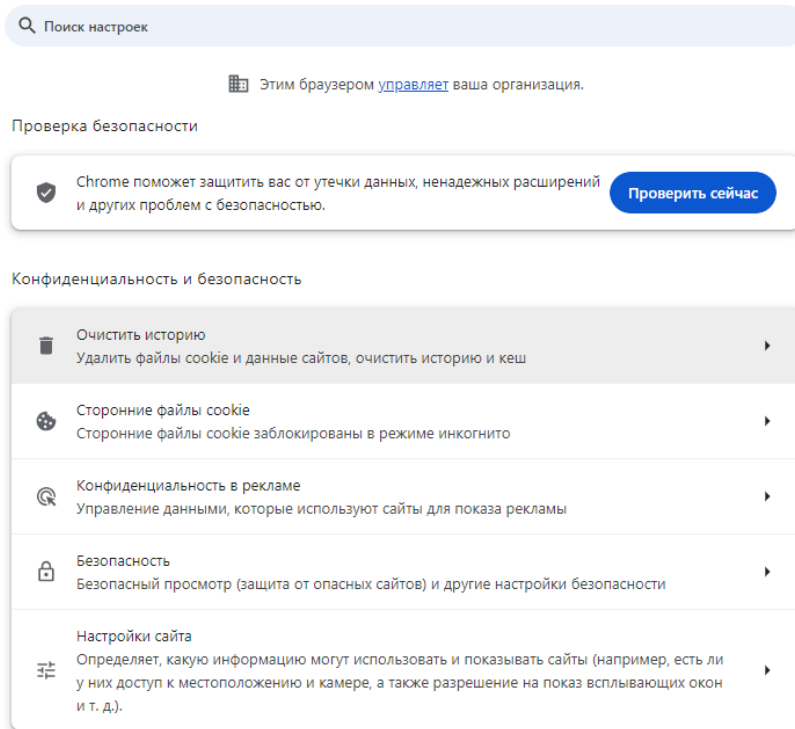 Поиск настроек
Этим браузером управляет ваша организация.
Проверка безопасности
Chrome поможет защитить вас от утечки данных, ненадежных расширений
и других проблем с безопасностью.
Проверить сейчас
Конфиденциальность и безопасность
Очистить историю
Удалить файлы cookie и данные сайтов, очистить историю и кеш
Сторонние файлы cookie
Сторонние файлы cookie заблокированы в режиме инкогнито
Конфиденциальность в рекламе
Управление данными, которые используют сайты для показа рекламы
Безопасность
Безопасный просмотр (защита от опасных сайтов) и другие настройки безопасности
Настройки сайта
Определяет, какую информацию могут использовать и показывать сайты (например, есть ли
у них доступ к местоположению и камере, а также разрешение на показ всплывающих окон
и т. д.).